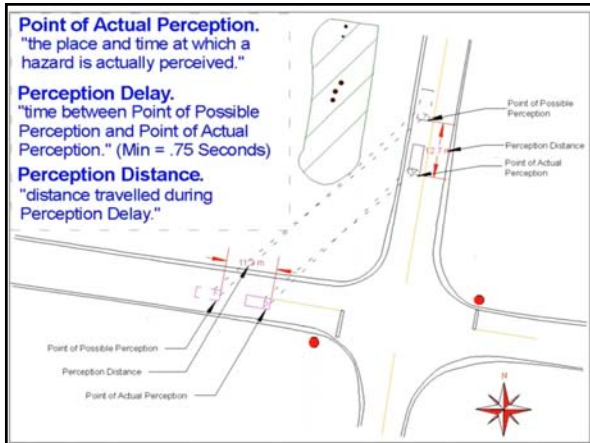 Point of Actual Perception.
"the place and time at which a
hazard is actually perceived."
Perception Delay.
"time between Point of Possible
Perception and Point of Actual
Perception." (Min = .75 Seconds)
Perception Distance.
"distance travelled during
Perception Delay."
Point of Possible
Perception
Perception Distance
Point of Actual
Perception
12.7 m
Point of Possible Perception
Perception Distance
Point of Actual Perception
N